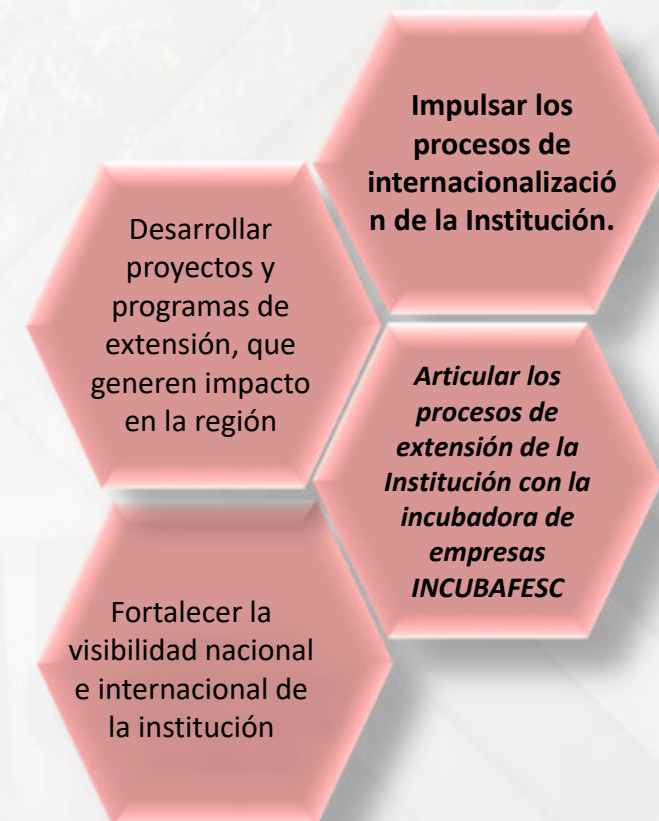 Impulsar los
procesos de
internacionalizació
n de la Institución.
Desarrollar
proyectos y
programas de
extensión, que
generen impacto
en la región
Articular los
procesos de
extensión de la
Institución con la
incubadora de
empresas
INCUBAFESC
Fortalecer la
visibilidad nacional
e internacional de
la institución